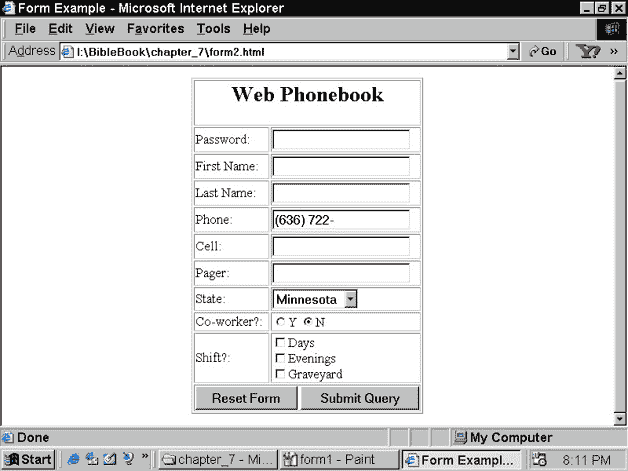 Form Example - Microsoft Internet Explorer
File Edit View Favorites Tools Help
Address I:\BibleBook\chapter_7\form2.html Go Y! »
Web Phonebook
Password:
First Name:
Last Name:
Phone: (636) 722-
Cell:
Pager:
State: Minnesota
Co-worker?: Y N
Shift?: Days
Evenings
Graveyard
Reset Form Submit Query
Done My Computer
Start » chapter_7 - Mi... form1 - Paint Form Exampl... 8:11 PM